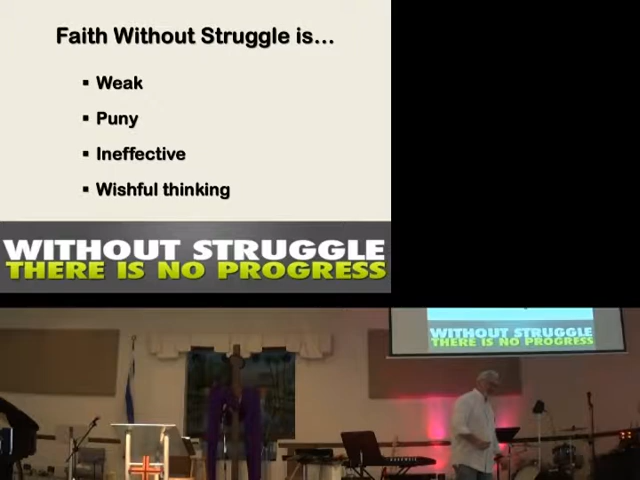 Faith Without Struggle is...
▪ Weak
▪ Puny
▪ Ineffective
▪ Wishful thinking
WITHOUT STRUGGLE
THERE IS NO PROGRESS
WITHOUT STRUGGLE
THERE IS NO PROGRESS